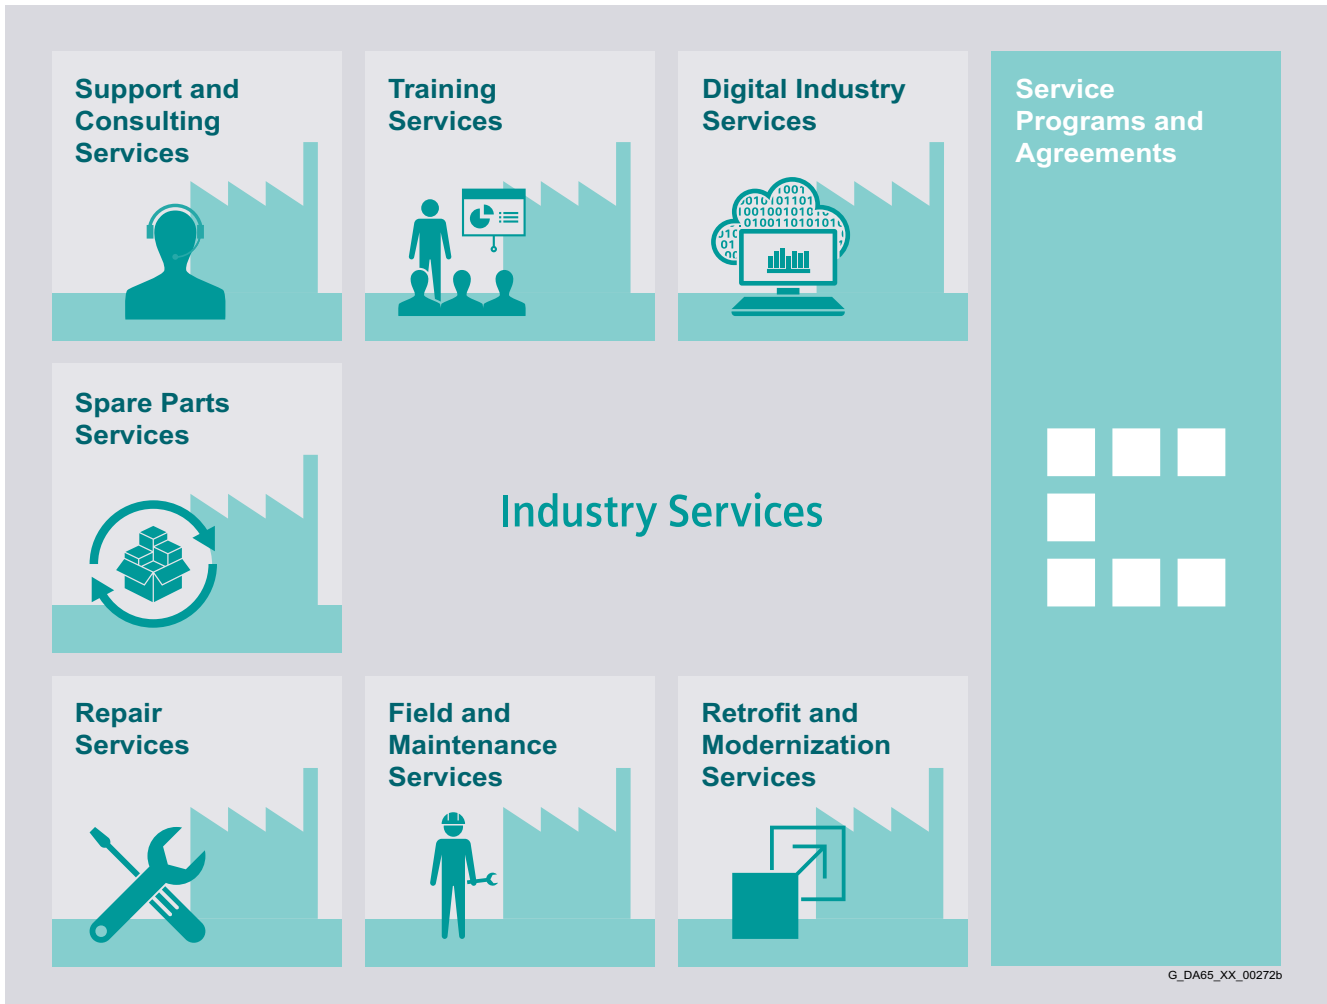 Support and
Consulting
Services
Training
Services
Digital Industry
Services
Service
Programs and
Agreements
Spare Parts
Services
Industry Services
Repair
Services
Field and
Maintenance
Services
Retrofit and
Modernization
Services
G_DA65_XX_00272b